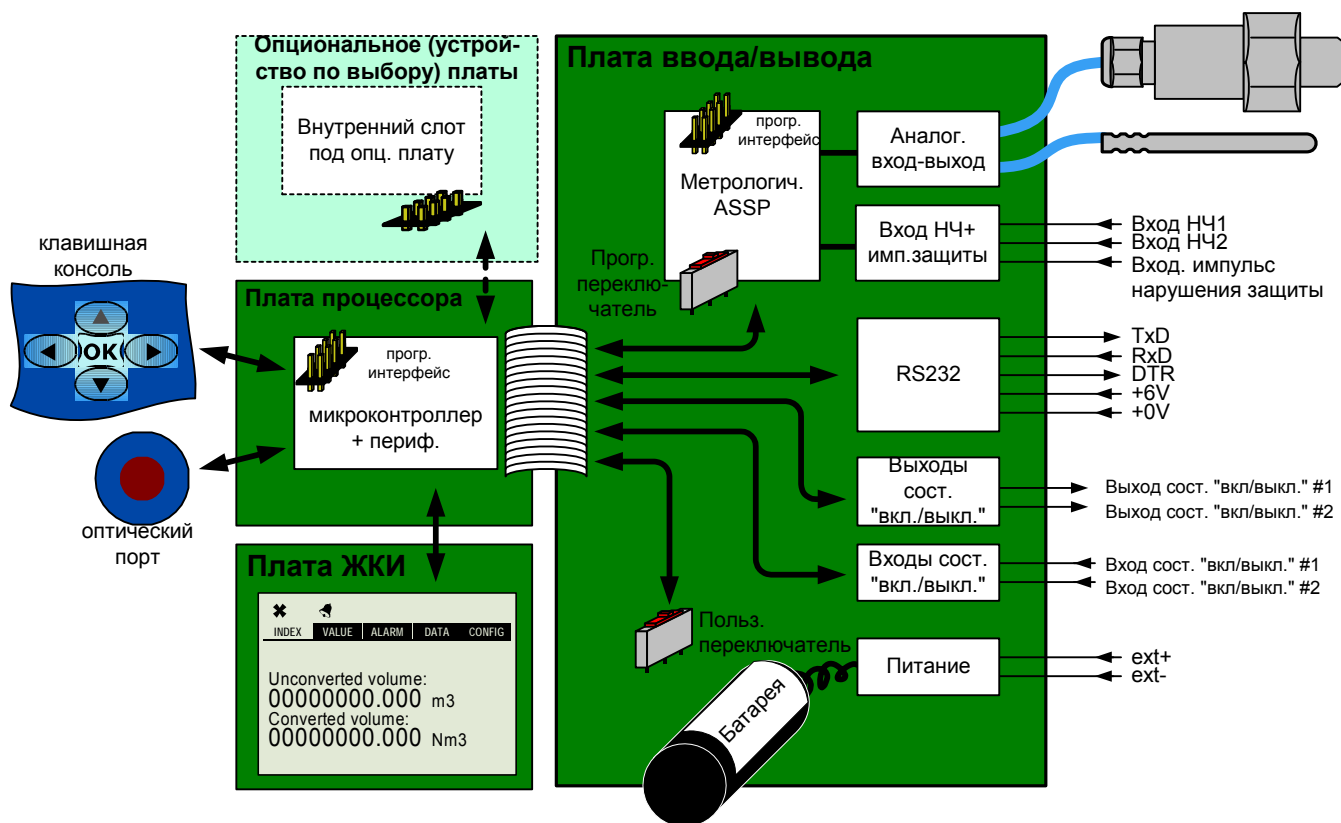 Опциональное (устрой-
ство по выбору) платы
Внутренний слот
под опц. плату
клавишная
консоль
OK
оптический
порт
Плата процессора
прогр.
интерфейс
микроконтроллер
+ периф.
Плата ЖКИ
INDEX VALUE ALARM DATA CONFIG
Unconverted volume:
00000000.000 m3
Converted volume:
00000000.000 Nm3
Плата ввода/вывода
прогр.
интерфейс
Метрологич.
ASSP
Прогр.
переклю-
чатель
Аналог.
вход-выход
Вход НЧ+
имп.защиты
RS232
Выходы
сост.
"вкл./выкл."
Входы сост.
"вкл./выкл."
Польз.
переключатель
Питание
Батарея
Вход НЧ1
Вход НЧ2
Вход. импульс
нарушения защиты
TxD
RxD
DTR
+6V
+0V
Выход сост. "вкл/выкл." #1
Выход сост. "вкл/выкл." #2
Вход сост. "вкл/выкл." #1
Вход сост. "вкл/выкл." #2
ext+
ext-